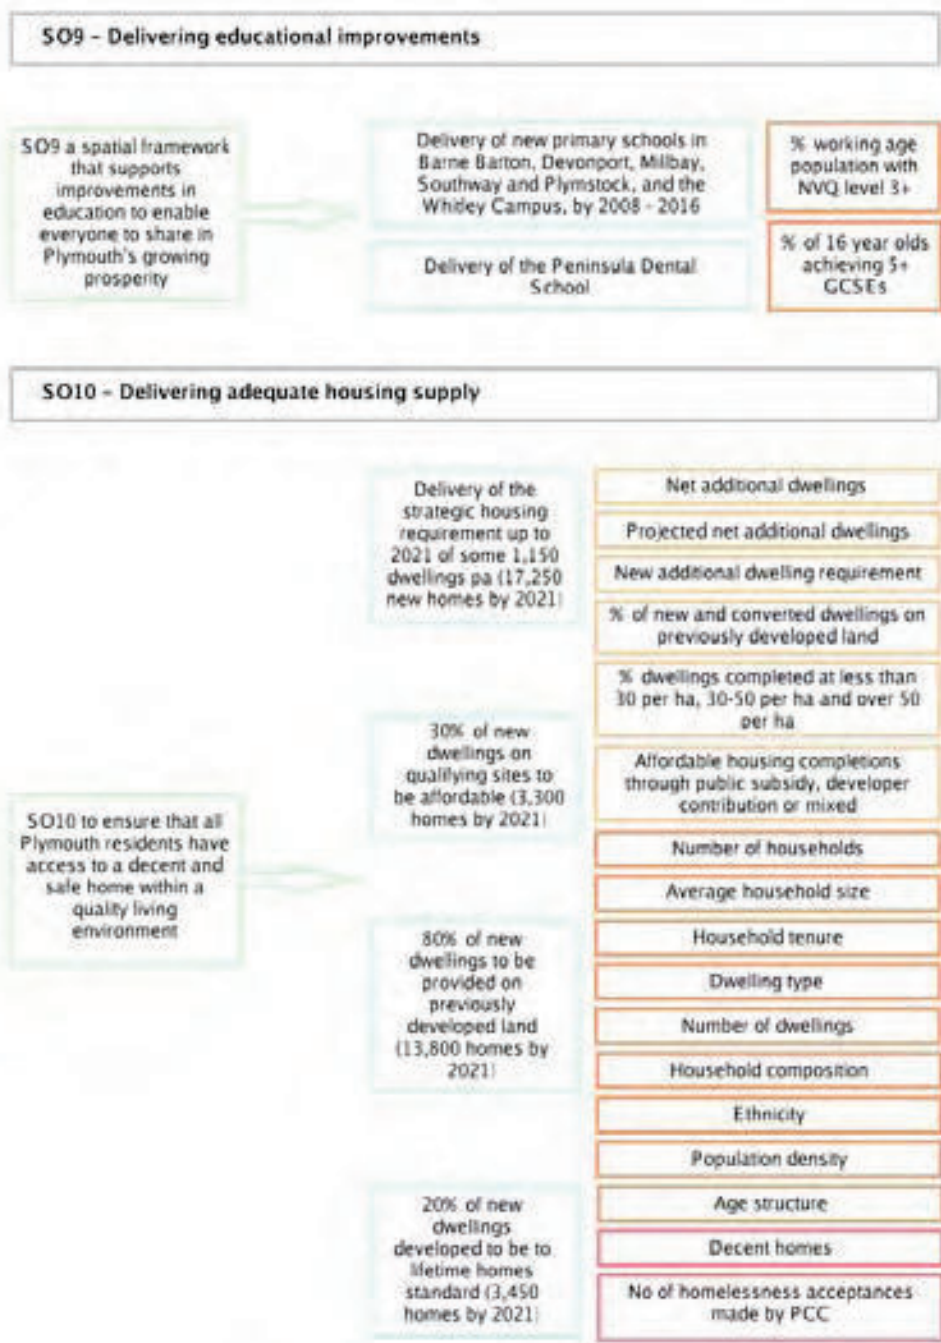 SO9 - Delivering educational improvements
SO9 a spatial framework
that supports
improvements in
education to enable
everyone to share in
Plymouth's growing
prosperity
Delivery of new primary schools in
Barne Barton, Devonport, Millbay,
Southway and Plymstock, and the
Whitley Campus, by 2008 - 2016
Delivery of the Peninsula Dental
School
% working age
population with
NVQ level 3+
% of 16 year olds
achieving 5+
GCSEs
SO10 - Delivering adequate housing supply
SO10 to ensure that all
Plymouth residents have
access to a decent and
safe home within a
quality living
environment
Delivery of the
strategic housing
requirement up to
2021 of some 1,150
dwellings pa (17,250
new homes by 2021)
30% of new
dwellings on
qualifying sites to
be affordable (3,300
homes by 2021)
80% of new
dwellings to be
provided on
previously
developed land
(13,800 homes by
2021)
20% of new
dwellings
developed to be to
lifetime homes
standard (3,450
homes by 2021)
Net additional dwellings
Projected net additional dwellings
New additional dwelling requirement
% of new and converted dwellings on
previously developed land
% dwellings completed at less than
30 per ha, 30-50 per ha and over 50
per ha
Affordable housing completions
through public subsidy, developer
contribution or mixed
Number of households
Average household size
Household tenure
Dwelling type
Number of dwellings
Household composition
Ethnicity
Population density
Age structure
Decent homes
No of homelessness acceptances
made by PCC